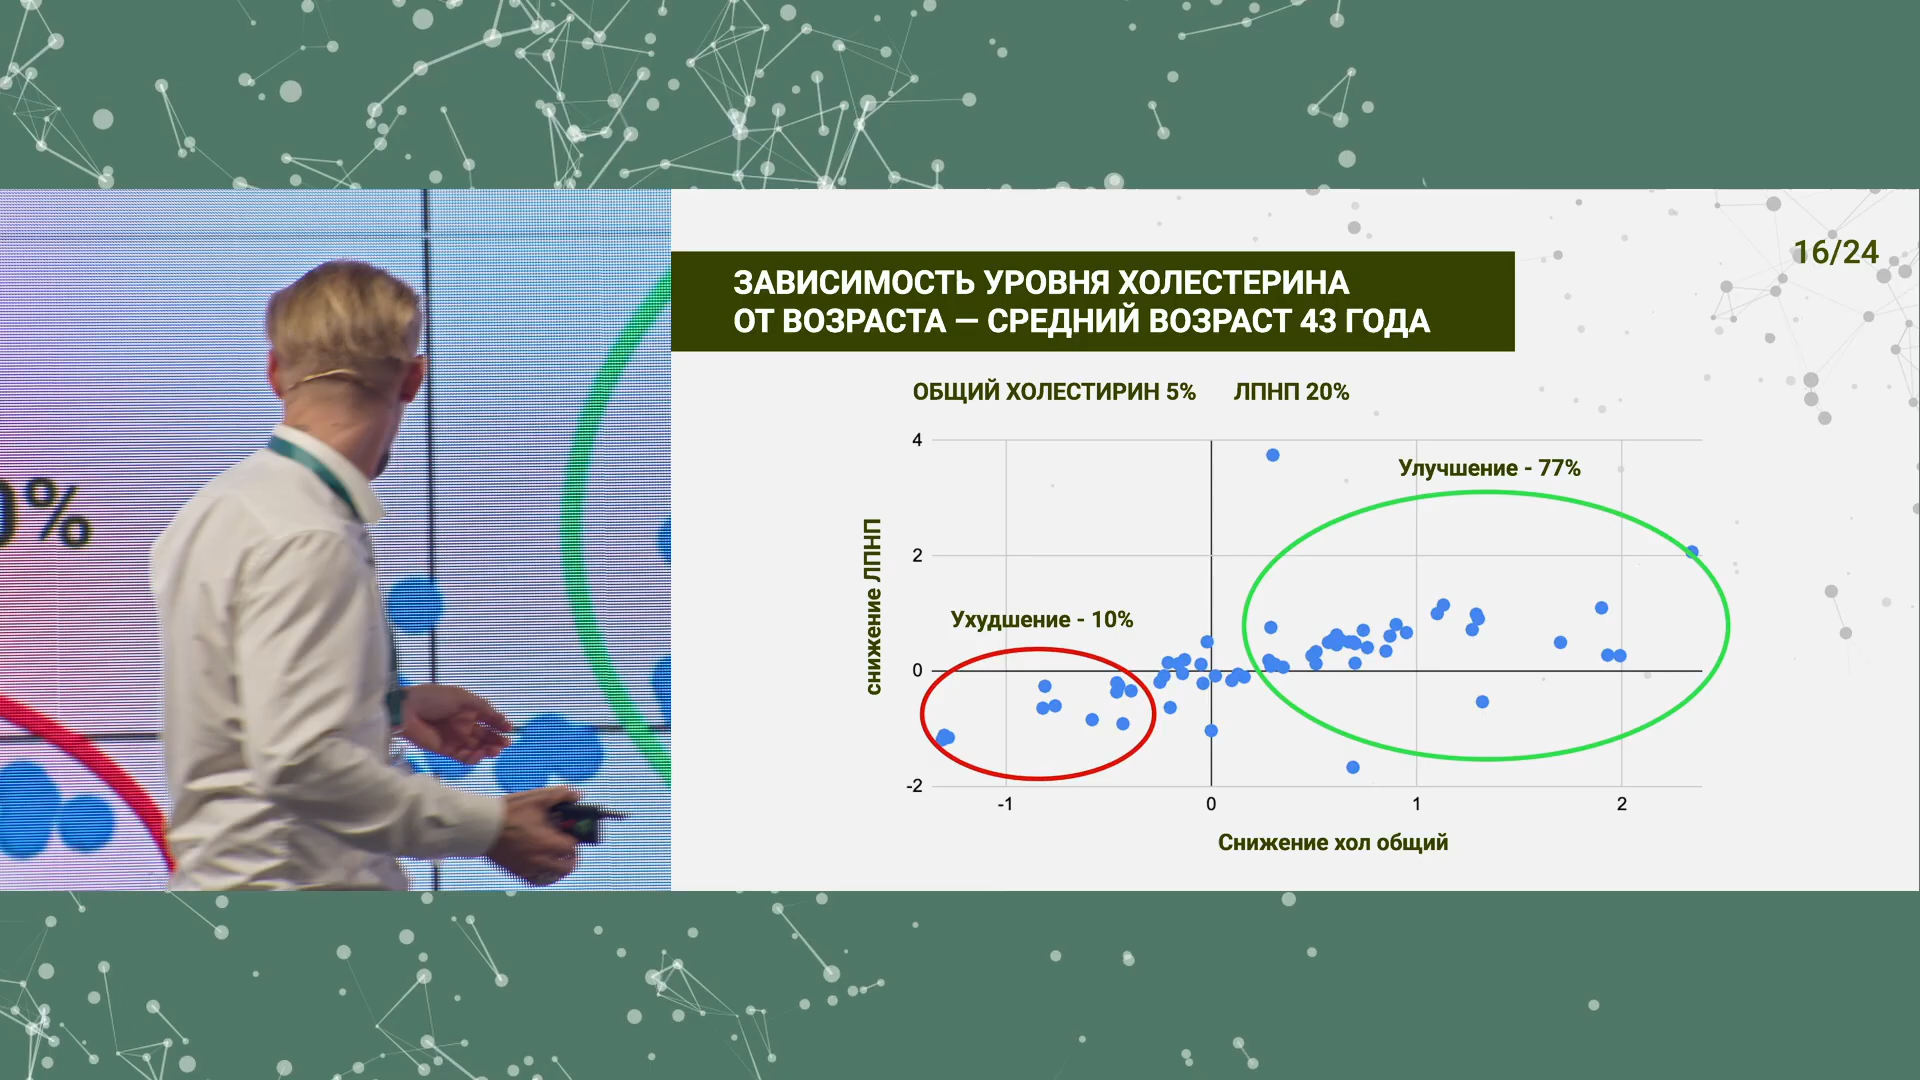 0%
16/24
ЗАВИСИМОСТЬ УРОВНЯ ХОЛЕСТЕРИНА
ОТ ВОЗРАСТА — СРЕДНИЙ ВОЗРАСТ 43 ГОДА
ОБЩИЙ ХОЛЕСТИРИН 5% ЛПНП 20%
4
Улучшение - 77%
2
снижение ЛПНП
Ухудшение - 10%
0
-2
-1 0 1 2
Снижение хол общий